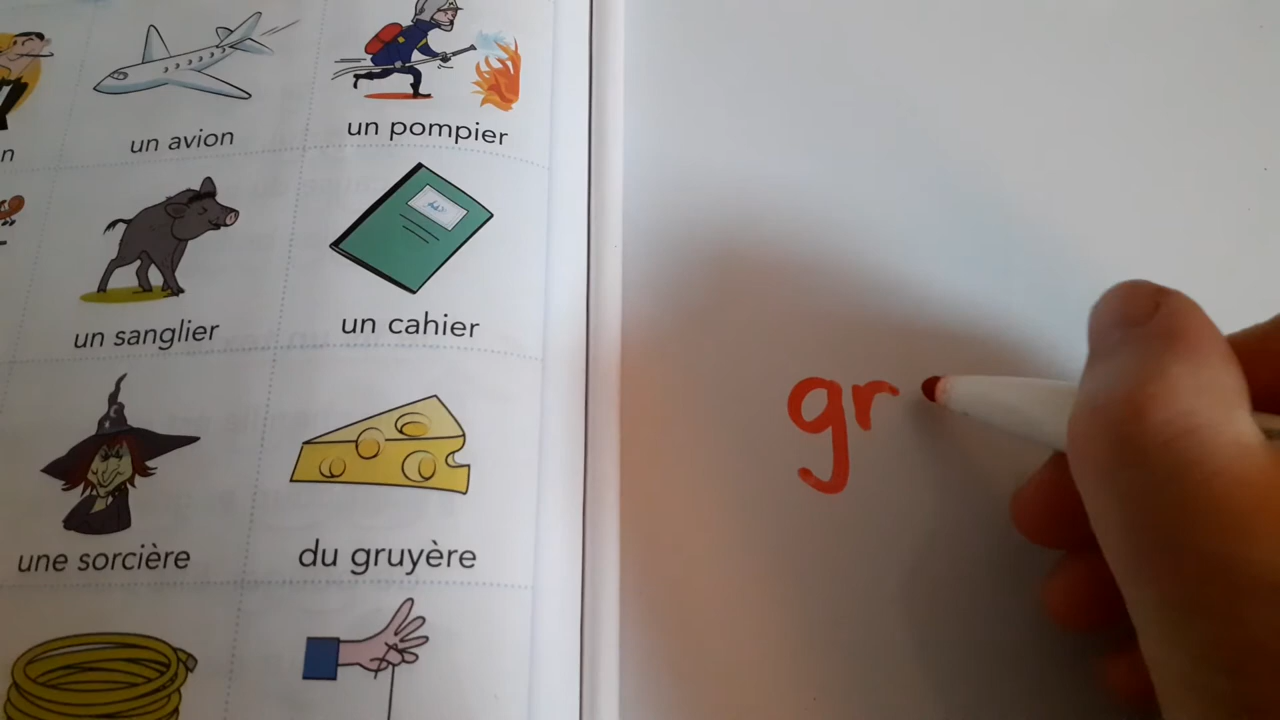 n
un avion
un pompier
un sanglier
un cahier
une sorcière
du gruyère
gr